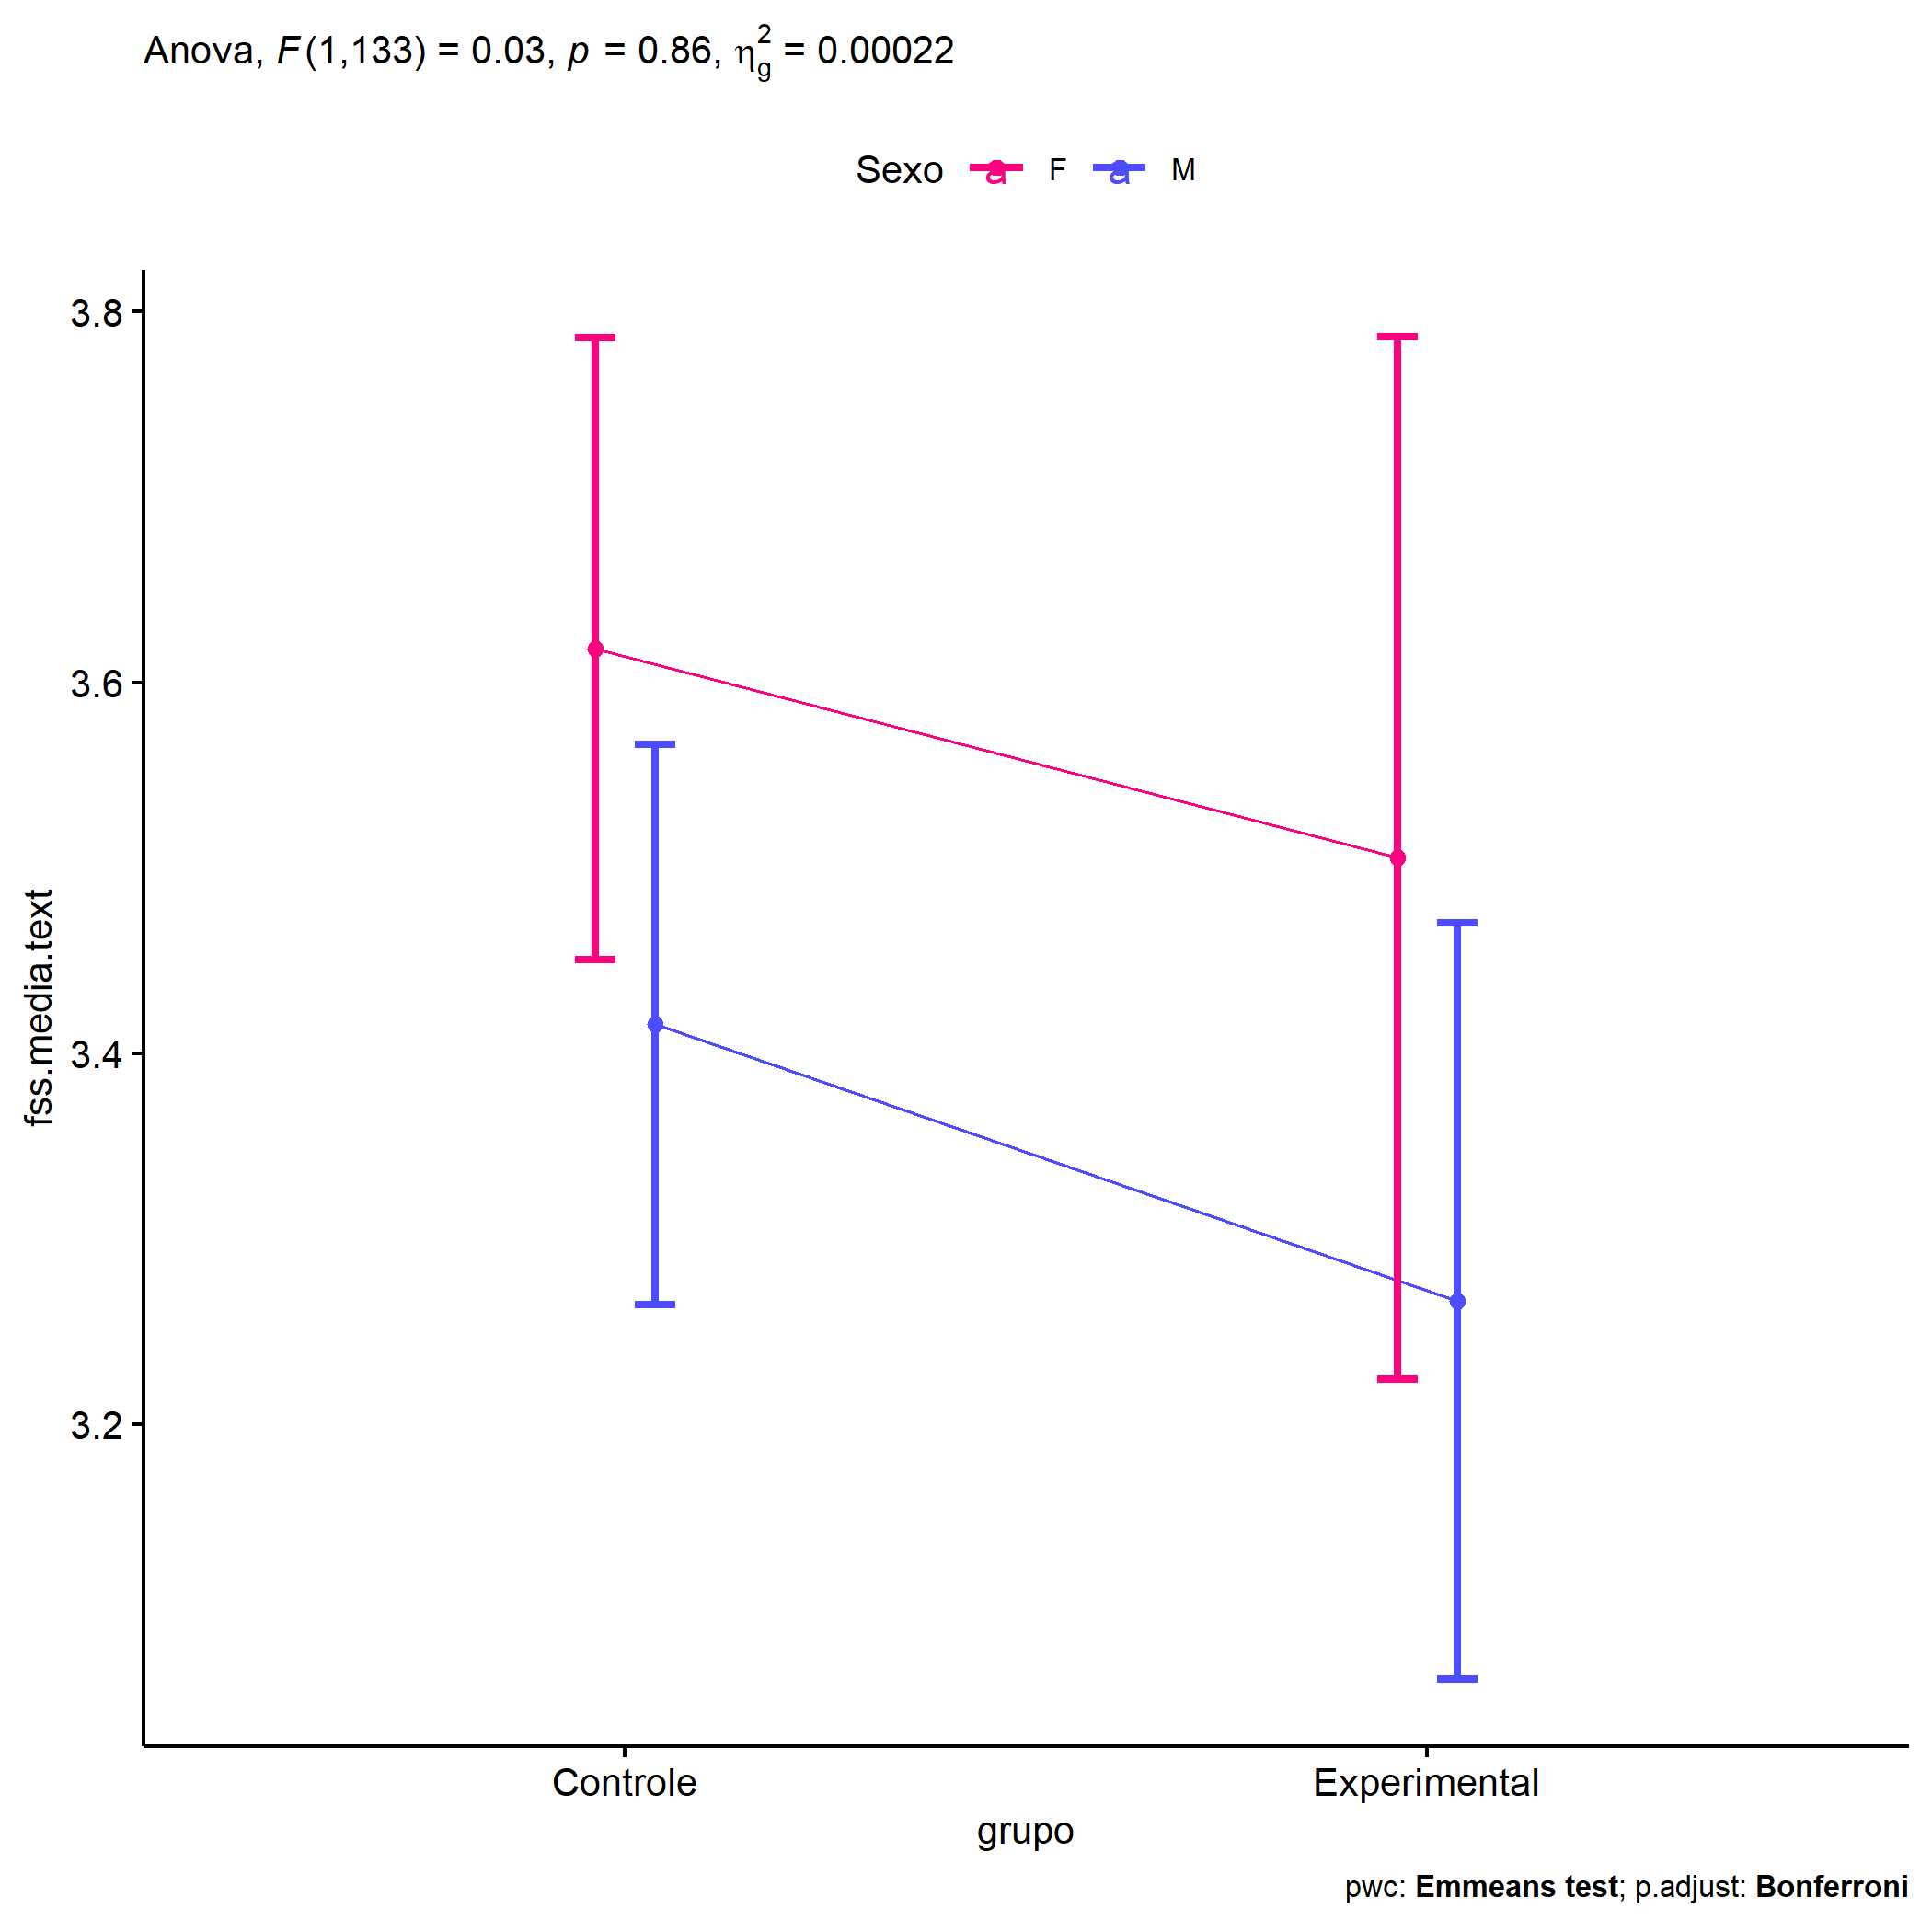 Anova, F(1,133) = 0.03, p = 0.86, η²g = 0.00022
Sexo a F a M
3.8
3.6
3.4
3.2
fss.media.text
Controle Experimental
grupo
pwc: Emmeans test; p.adjust: Bonferroni